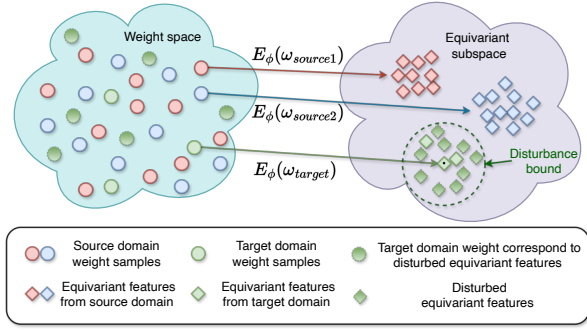 Weight space
Equivariant
subspace
E_ϕ(ω_source1)
E_ϕ(ω_source2)
E_ϕ(ω_target)
Disturbance
bound
Source domain
weight samples
Target domain
weight samples
Target domain weight correspond to
disturbed equivariant features
Equivariant features
from source domain
Equivariant features
from target domain
Disturbed
equivariant features